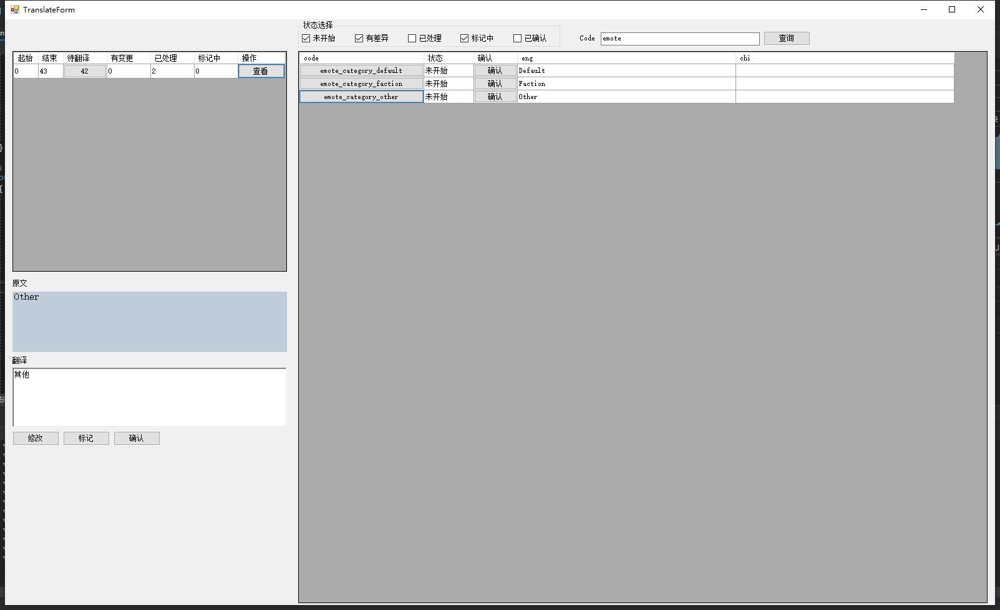 TranslateForm
状态选择
未开始 有差异 已处理 标记中 已确认 Code emote 查询
起始 结束 待翻译 有变更 已处理 标记中 操作
0 43 42 0 2 0 查看
code 状态 确认 eng chi
emote_category_default 未开始 确认 Default
emote_category_faction 未开始 确认 Faction
emote_category_other 未开始 确认 Other
原文
Other
翻译
其他
修改 标记 确认